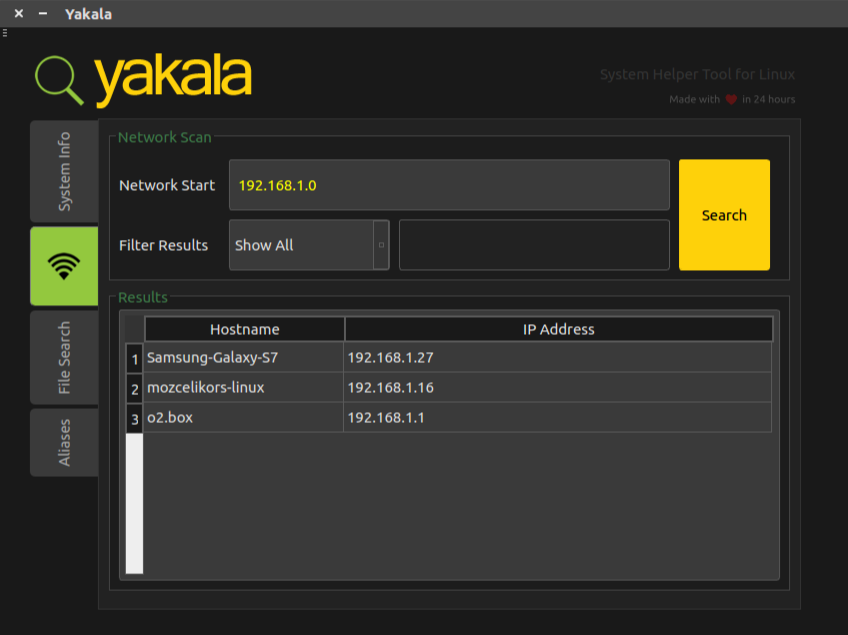 Yakala
yakala
System Helper Tool for Linux
Made with ❤ in 24 hours
System Info
File Search
Aliases
Network Scan
Network Start 192.168.1.0
Search
Filter Results Show All
Results
Hostname IP Address
1 Samsung-Galaxy-S7 192.168.1.27
2 mozcelikors-linux 192.168.1.16
3 o2.box 192.168.1.1